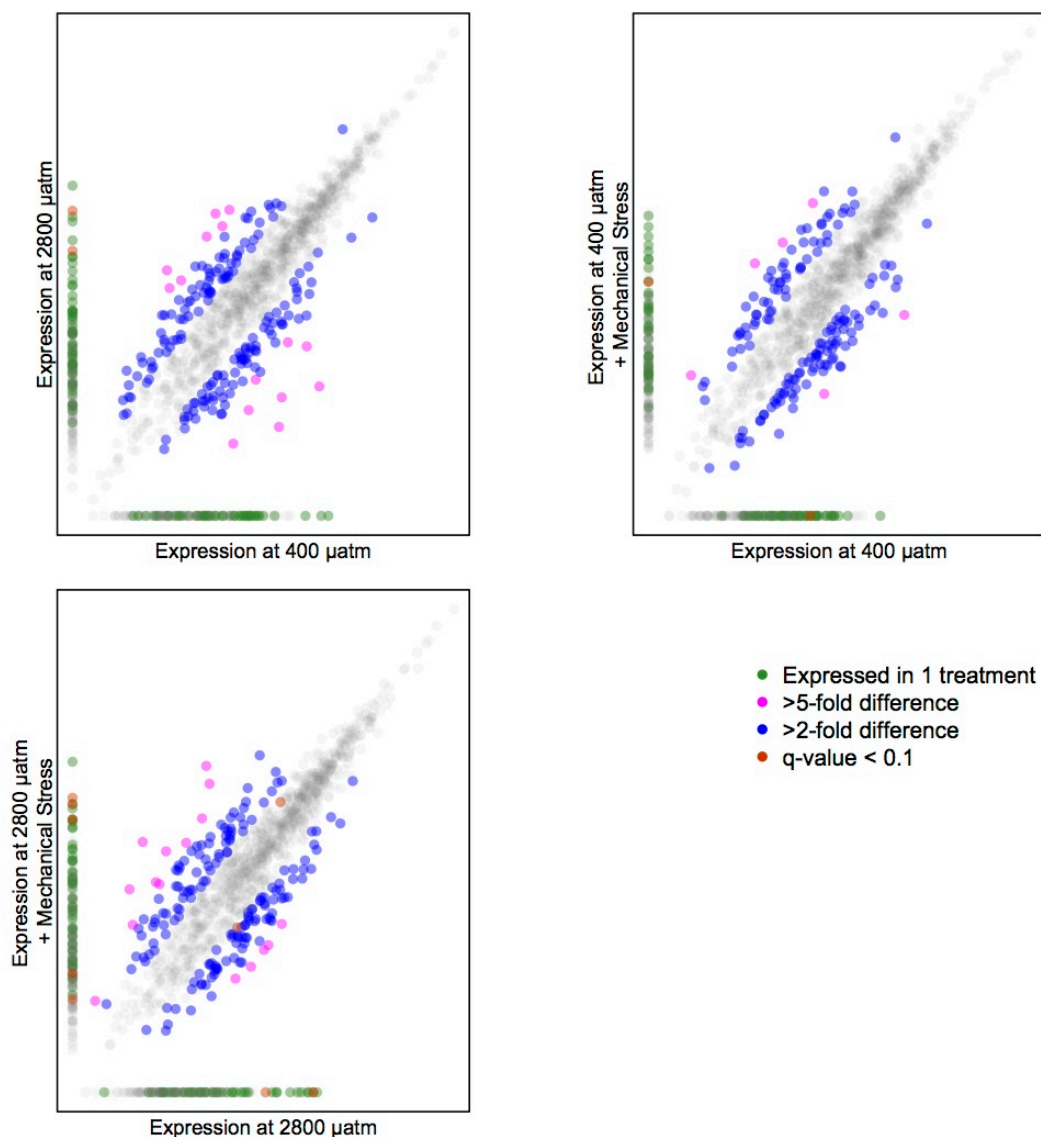 Expression at 2800 µatm
Expression at 400 µatm
Expression at 400 µatm
+ Mechanical Stress
Expression at 400 µatm
Expression at 2800 µatm
+ Mechanical Stress
Expression at 2800 µatm
Expressed in 1 treatment
>5-fold difference
>2-fold difference
q-value < 0.1